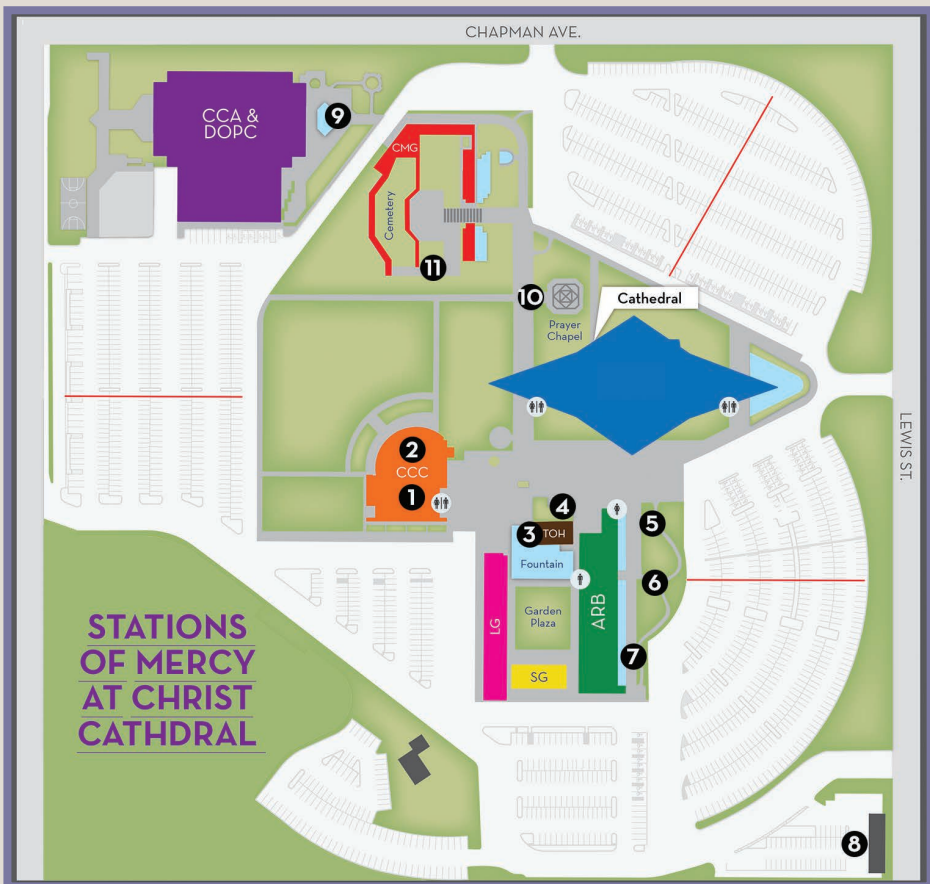 CHAPMAN AVE.
CCA &
DOPC
9
CMG
Cemetery
11
10
Prayer
Chapel
Cathedral
LEWIS ST.
2
CCC
1
4
3
TOH
Fountain
5
6
7
LG
Garden
Plaza
ARB
SG
STATIONS
OF MERCY
AT CHRIST
CATHDRAL
8